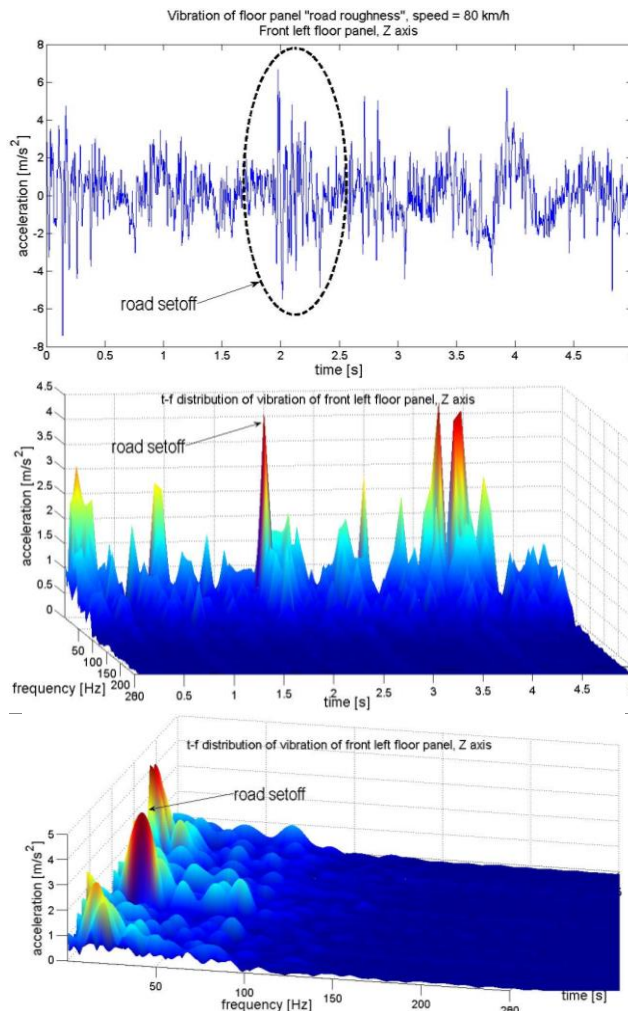 Vibration of floor panel "road roughness", speed = 80 km/h
Front left floor panel, Z axis
8
6
4
2
0
-2
-4
-6
-8
acceleration [m/s²]
road setoff
0 0.5 1 1.5 2 2.5 3 3.5 4 4.5
time [s]
t-f distribution of vibration of front left floor panel, Z axis
road setoff
4.5
4
3.5
3
2.5
2
1.5
1
0.5
0
acceleration [m/s²]
50
100
150
200
frequency [Hz]
0.5 1 1.5 2 2.5 3 3.5 4 4.5
time [s]
t-f distribution of vibration of front left floor panel, Z axis
road setoff
5
4
3
2
1
0
acceleration [m/s²]
50 100 150 200
frequency [Hz]
time [s]